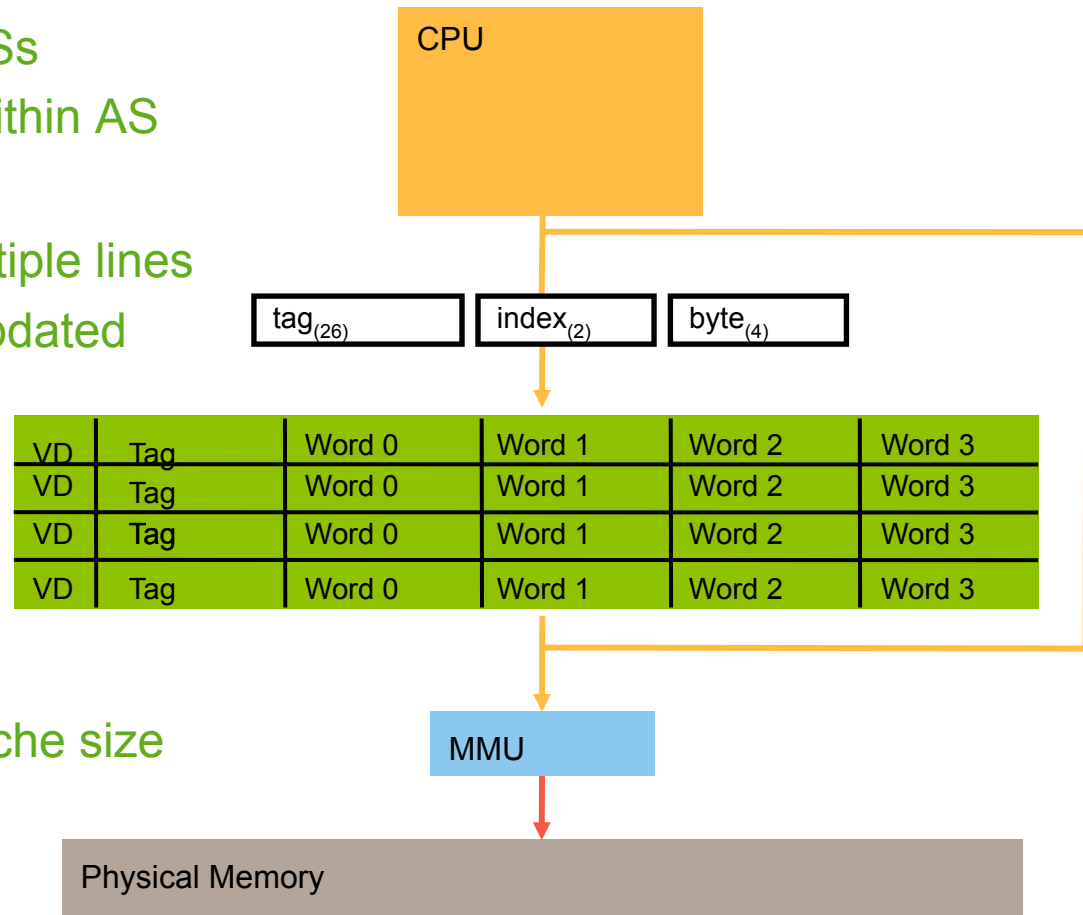 Ss
ithin AS
tiple lines
odated
che size
CPU
tag(26) index(2) byte(4)
VD Tag Word 0 Word 1 Word 2 Word 3
VD Tag Word 0 Word 1 Word 2 Word 3
VD Tag Word 0 Word 1 Word 2 Word 3
VD Tag Word 0 Word 1 Word 2 Word 3
MMU
Physical Memory